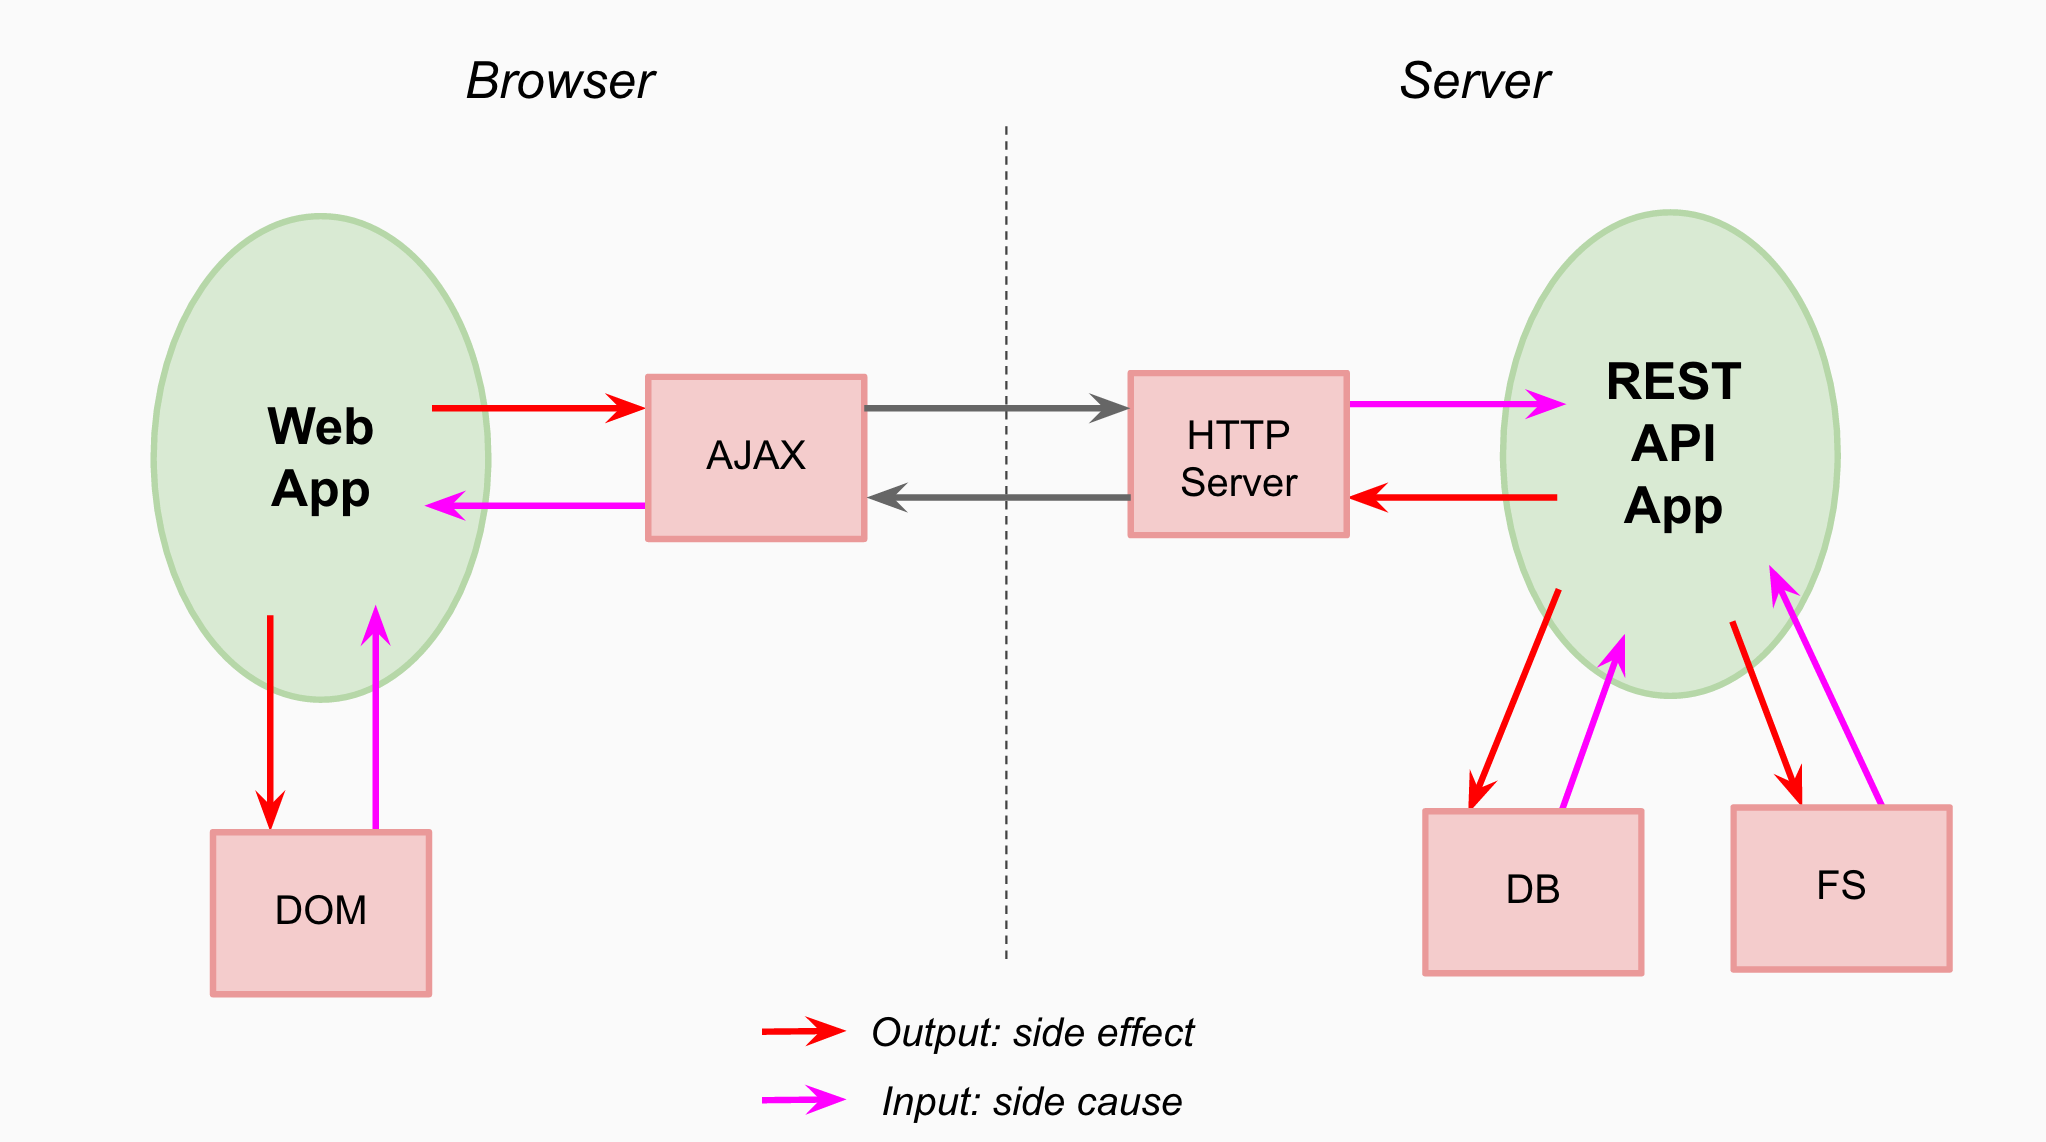 Browser
Server
Web
App
AJAX
HTTP
Server
REST
API
App
DOM
DB
FS
Output: side effect
Input: side cause